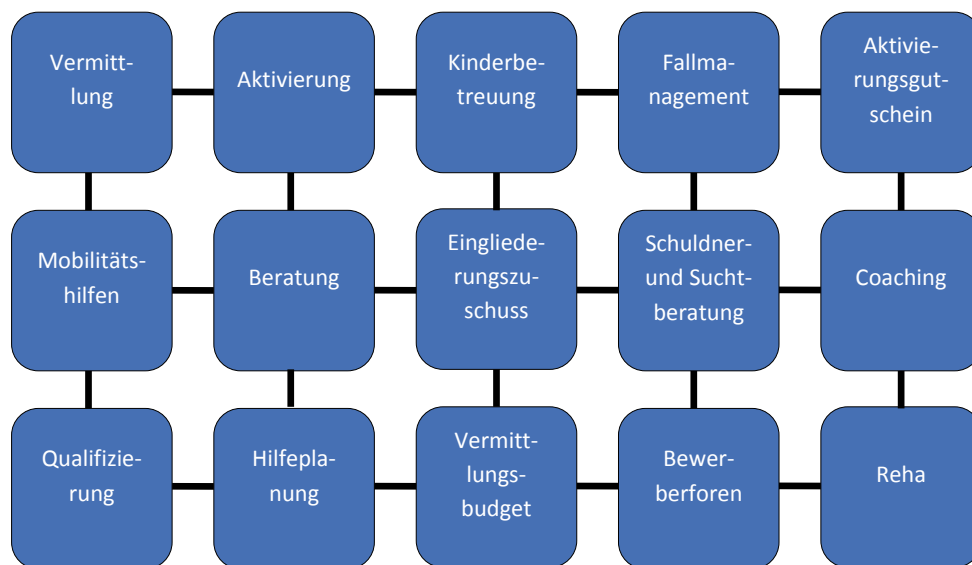 Vermitt-
lung
Aktivierung
Kinderbe-
treuung
Fallma-
nagement
Aktivie-
rungsgut-
schein
Mobilitäts-
hilfen
Beratung
Eingliede-
rungszu-
schuss
Schuldner-
und Sucht-
beratung
Coaching
Qualifizie-
rung
Hilfepla-
nung
Vermitt-
lungs-
budget
Bewer-
berforen
Reha